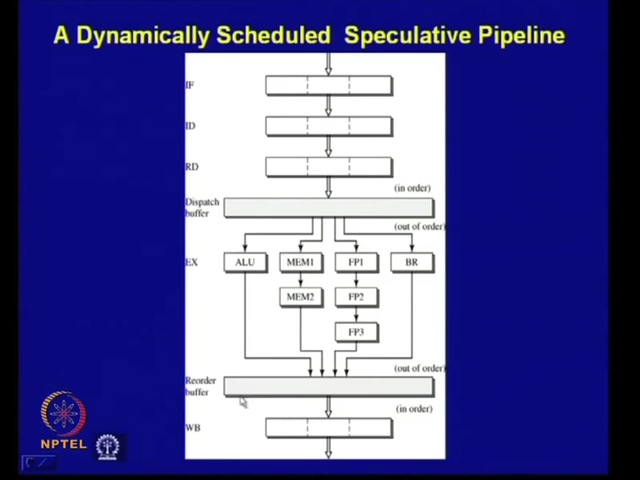 A Dynamically Scheduled Speculative Pipeline
IF
ID
RD
(in order)
Dispatch
buffer
(out of order)
EX
ALU MEM1 FP1 BR
MEM2 FP2
FP3
(out of order)
Reorder
buffer
(in order)
WB
NPTEL